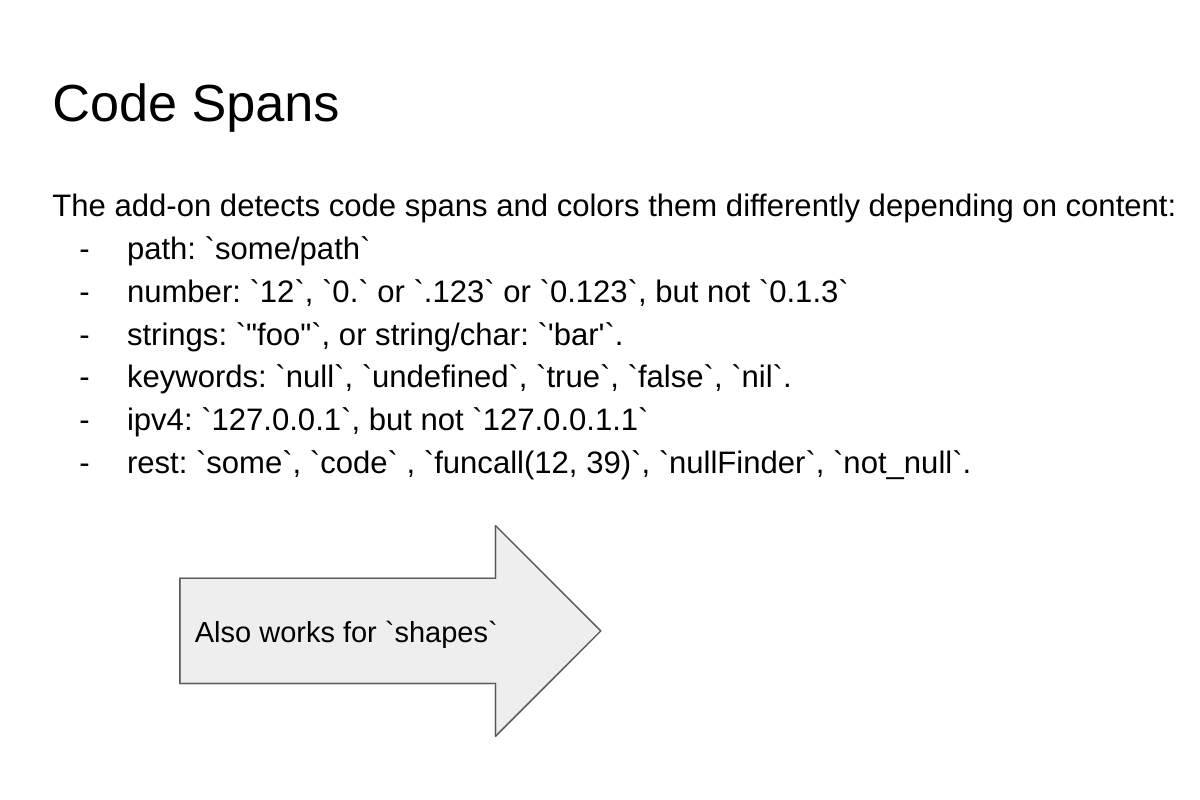 Code Spans
The add-on detects code spans and colors them differently depending on content:
- path: `some/path`
- number: `12`, `0.` or `.123` or `0.123`, but not `0.1.3`
- strings: `"foo"`, or string/char: `'bar'`.
- keywords: `null`, `undefined`, `true`, `false`, `nil`.
- ipv4: `127.0.0.1`, but not `127.0.0.1.1`
- rest: `some`, `code` , `funcall(12, 39)`, `nullFinder`, `not_null`.
Also works for `shapes`